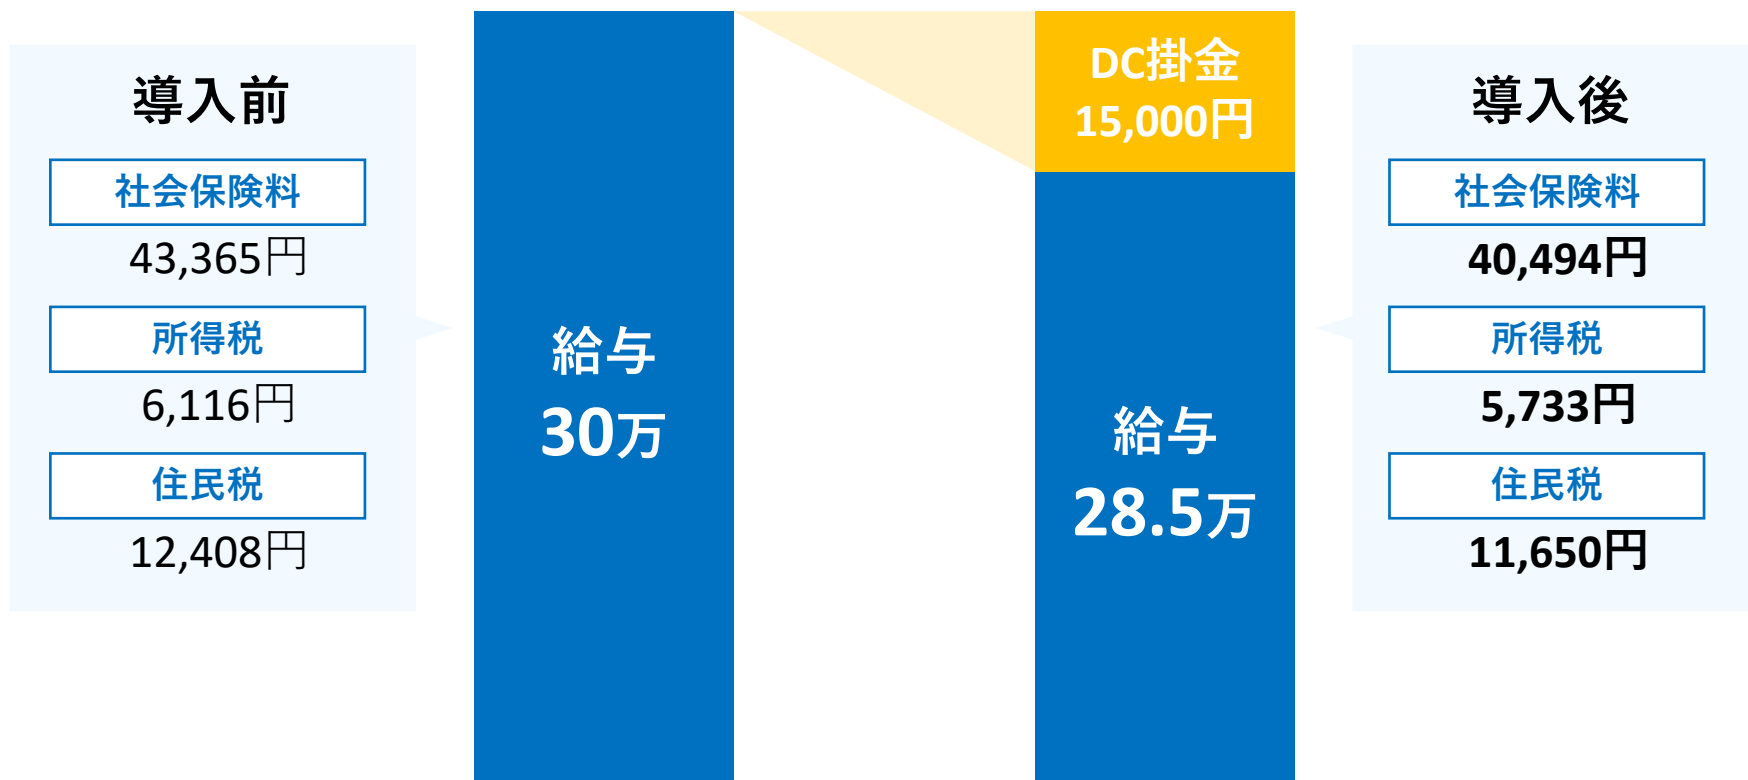 導入前
社会保険料
43,365円
所得税
6,116円
住民税
12,408円
給与
30万
DC掛金
15,000円
給与
28.5万
導入後
社会保険料
40,494円
所得税
5,733円
住民税
11,650円